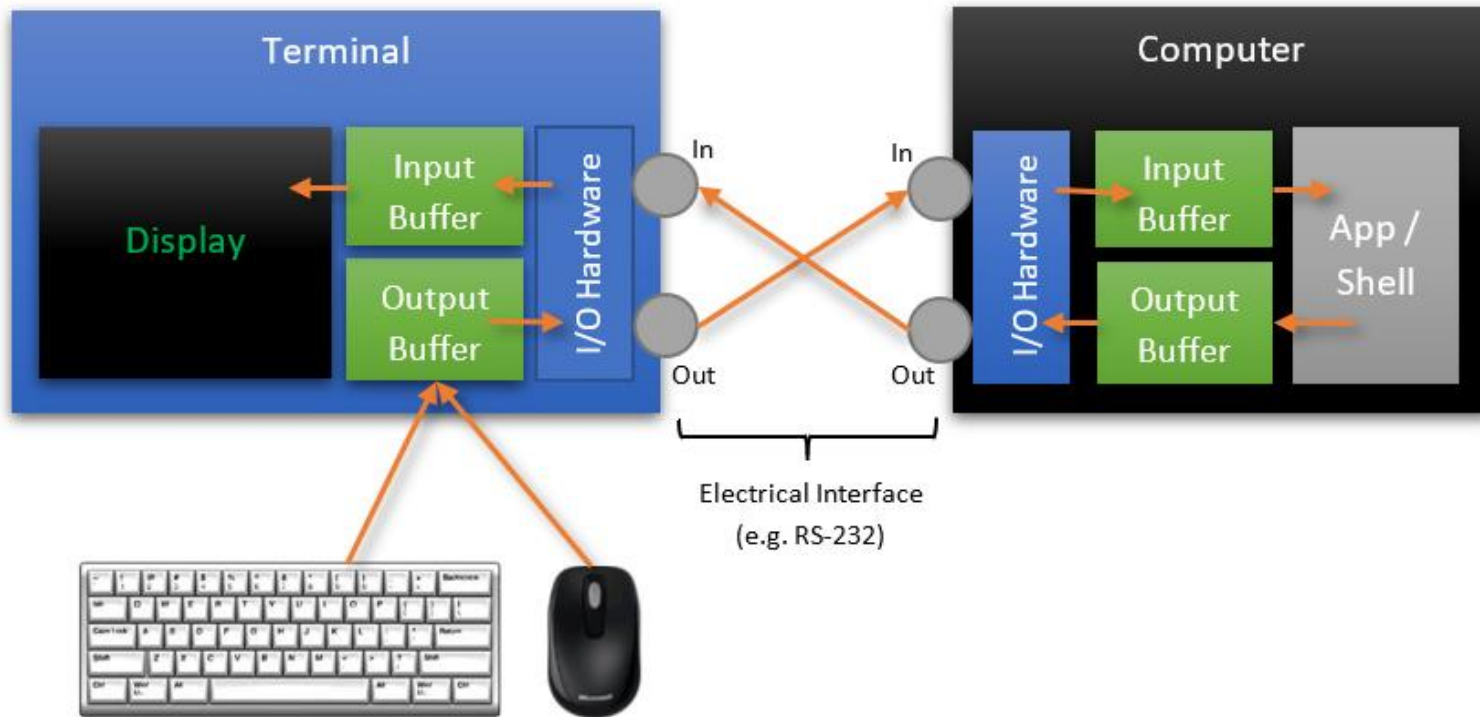 Terminal
Computer
Display
Input
Buffer
Output
Buffer
I/O Hardware
In
Out
In
Out
I/O Hardware
Input
Buffer
Output
Buffer
App /
Shell
Electrical Interface
(e.g. RS-232)